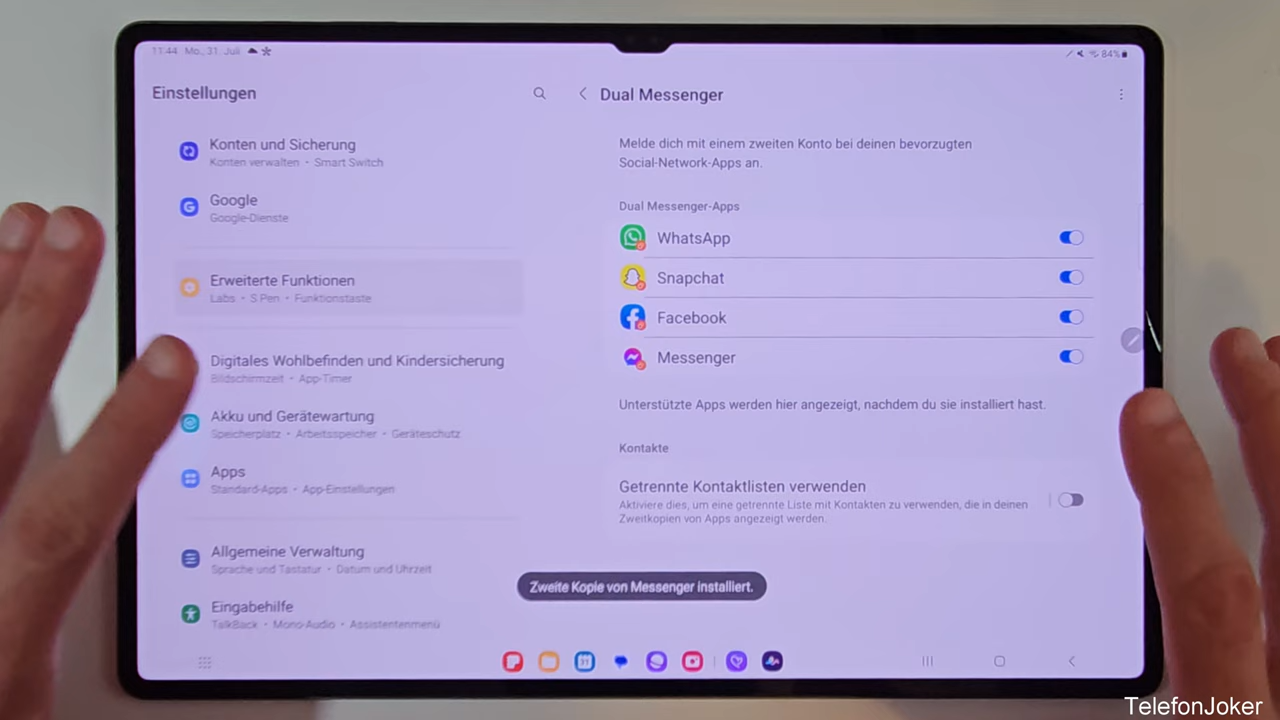 11:44 Mo., 31. Juli
84%
Einstellungen
Konten und Sicherung
Konten verwalten • Smart Switch
Google
Google-Dienste
Erweiterte Funktionen
Labs • S Pen • Funktionstaste
Digitales Wohlbefinden und Kindersicherung
Bildschirmzeit • App-Timer
Akku und Gerätewartung
Speicherplatz • Arbeitsspeicher • Geräteschutz
Apps
Standard-Apps • App-Einstellungen
Allgemeine Verwaltung
Sprache und Tastatur • Datum und Uhrzeit
Eingabehilfe
TalkBack • Mono-Audio • Assistentenmenü
Dual Messenger
Melde dich mit einem zweiten Konto bei deinen bevorzugten
Social-Network-Apps an.
Dual Messenger-Apps
WhatsApp
Snapchat
Facebook
Messenger
Unterstützte Apps werden hier angezeigt, nachdem du sie installiert hast.
Kontakte
Getrennte Kontaktlisten verwenden
Aktiviere dies, um eine getrennte Liste mit Kontakten zu verwenden, die in deinen
Zweitkopien von Apps angezeigt werden.
Zweite Kopie von Messenger installiert.
31
TelefonJoker